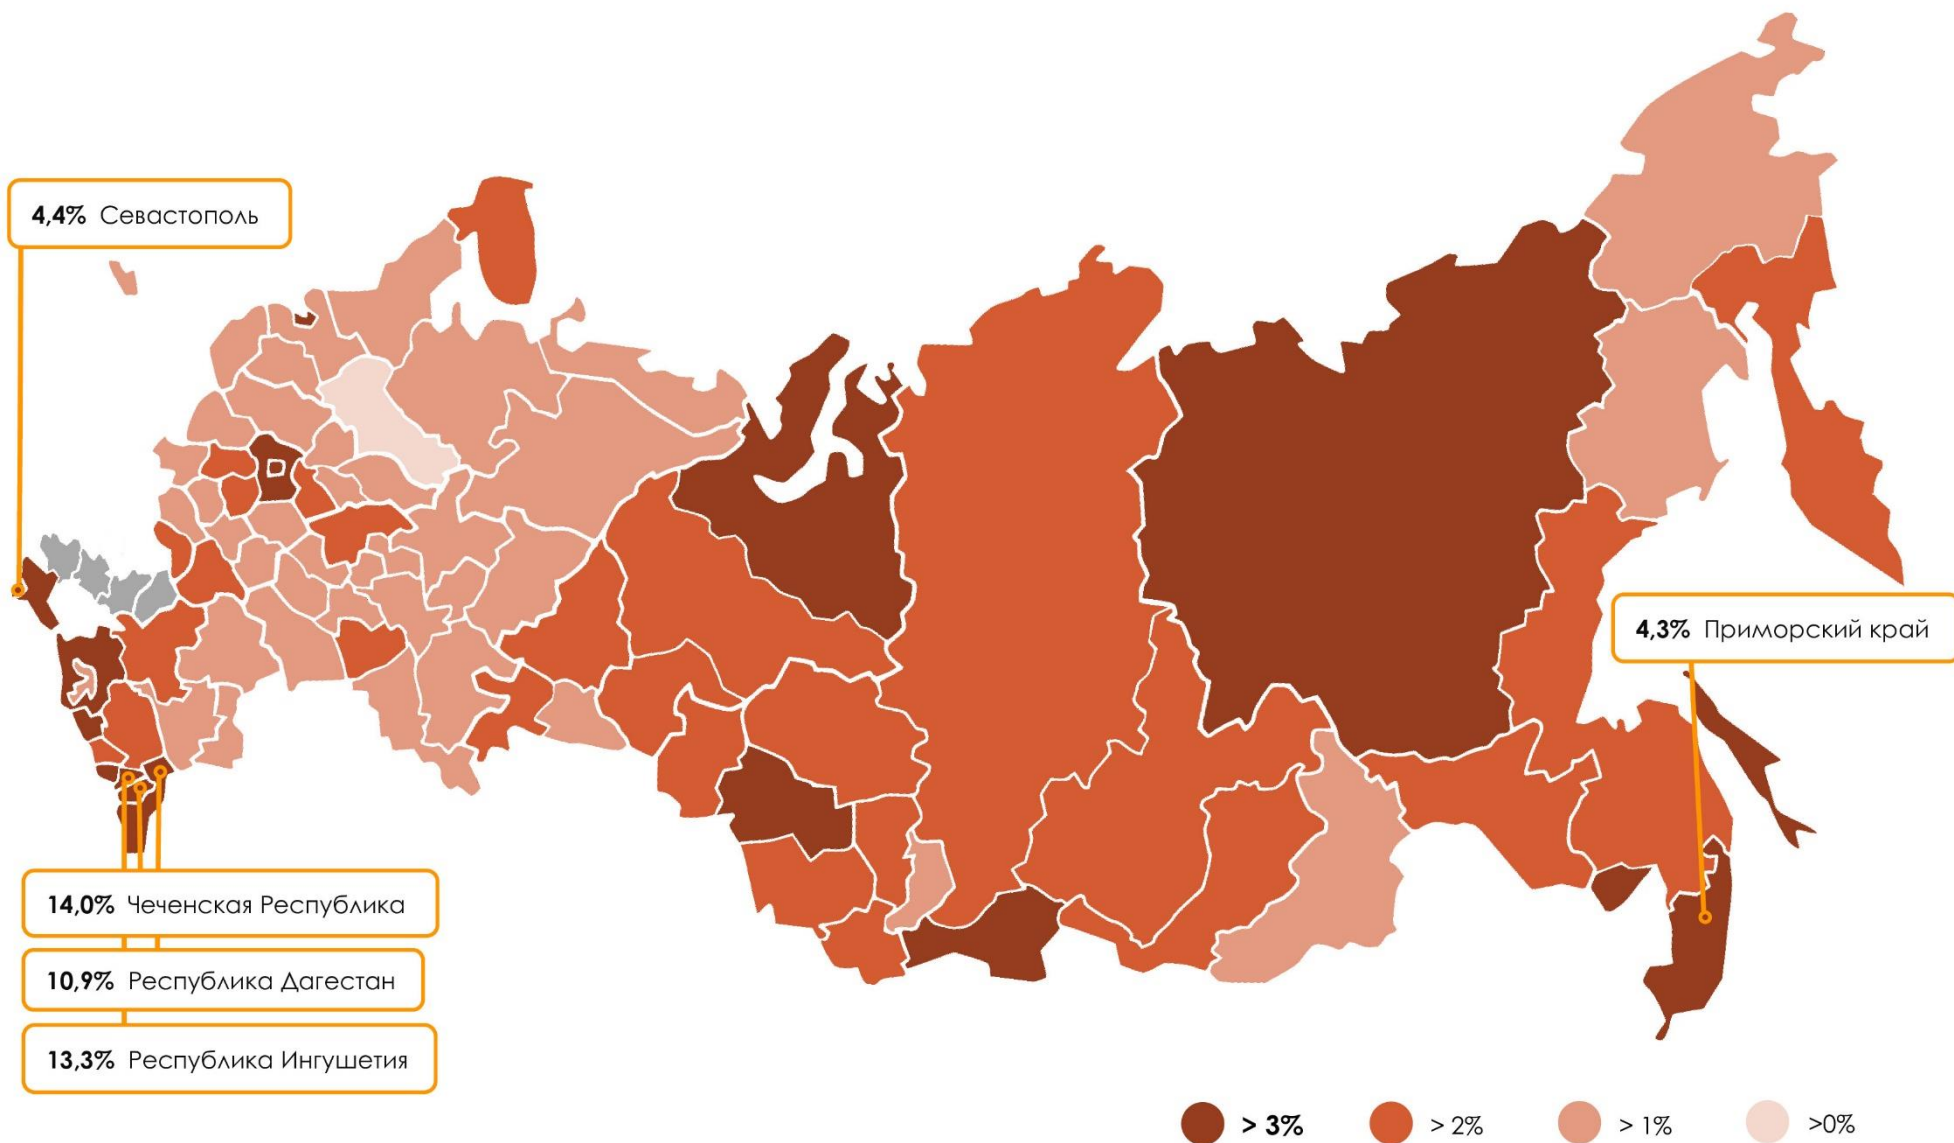 4,4% Севастополь
4,3% Приморский край
14,0% Чеченская Республика
10,9% Республика Дагестан
13,3% Республика Ингушетия
> 3%
> 2%
> 1%
>0%